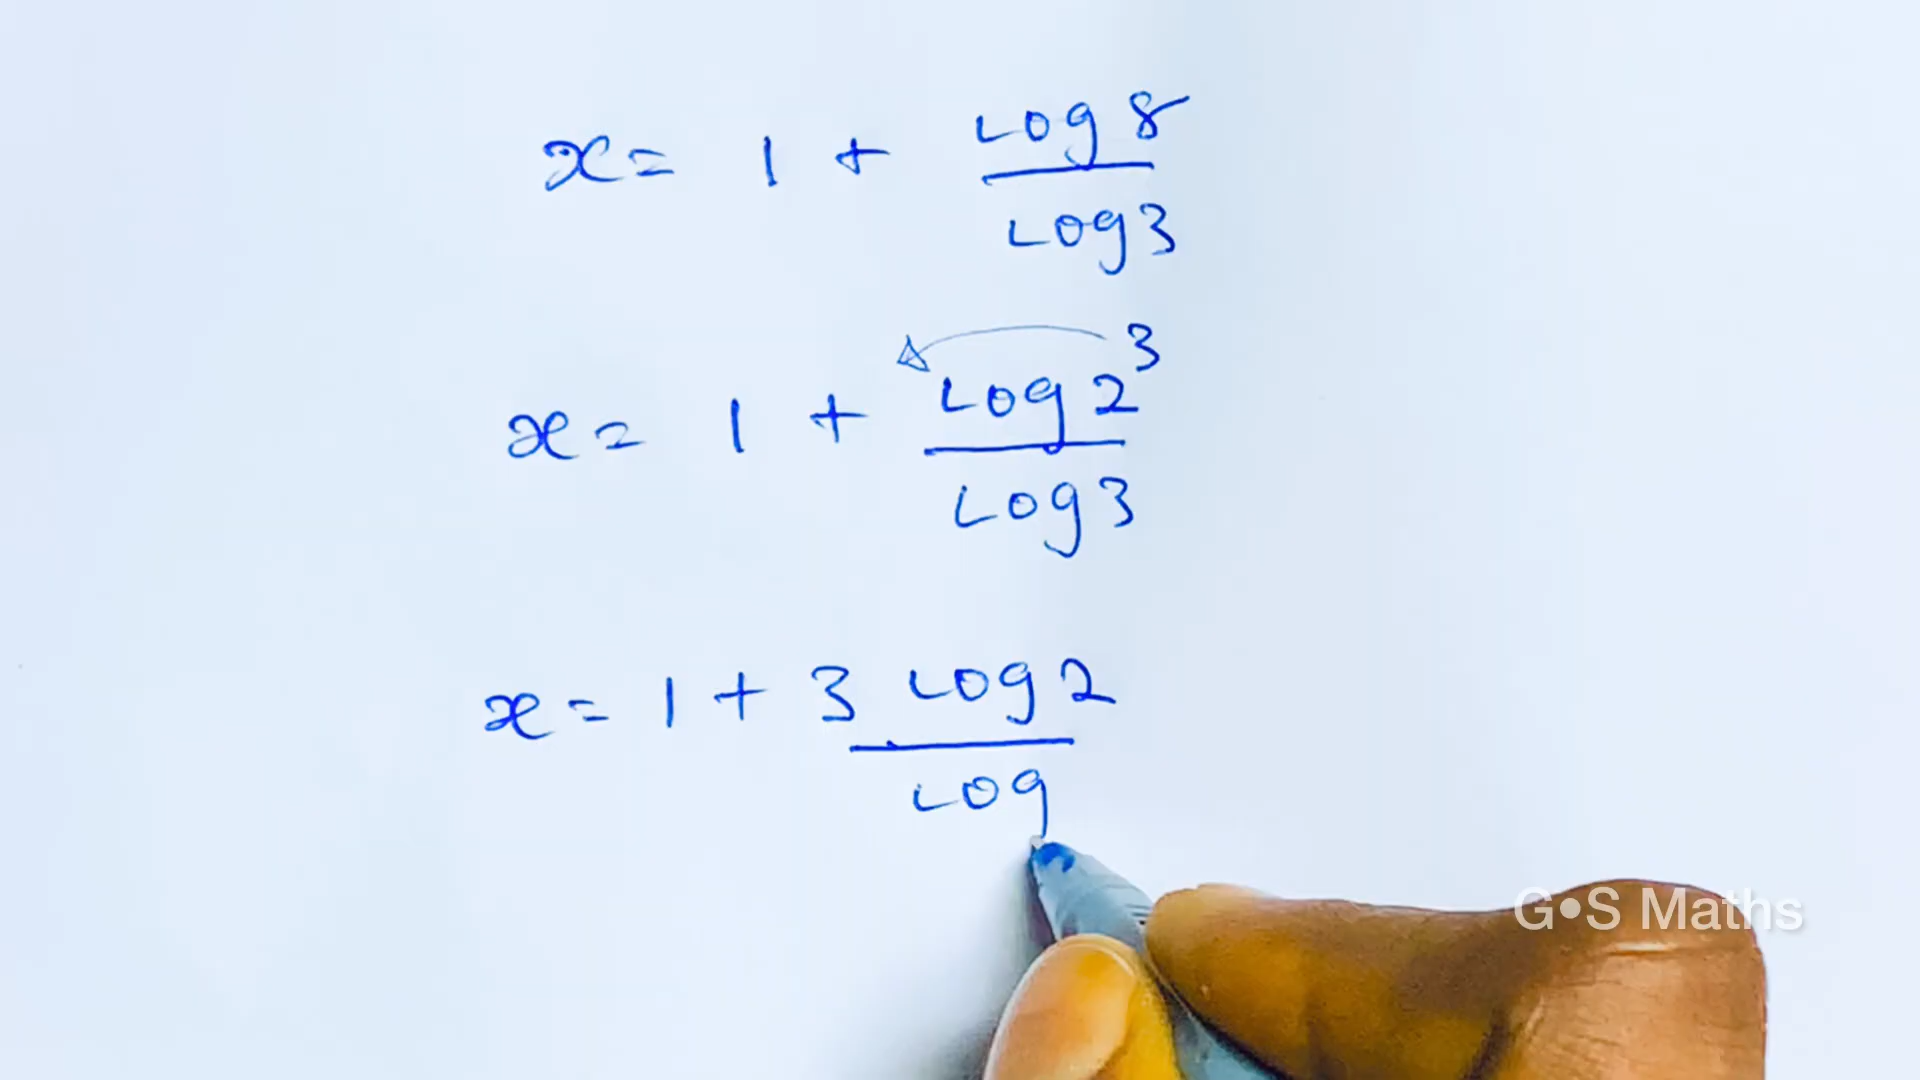 x = 1 + log 8 / log 3
x = 1 + log 2³ / log 3
x = 1 + 3 log 2 / log
G•S Maths